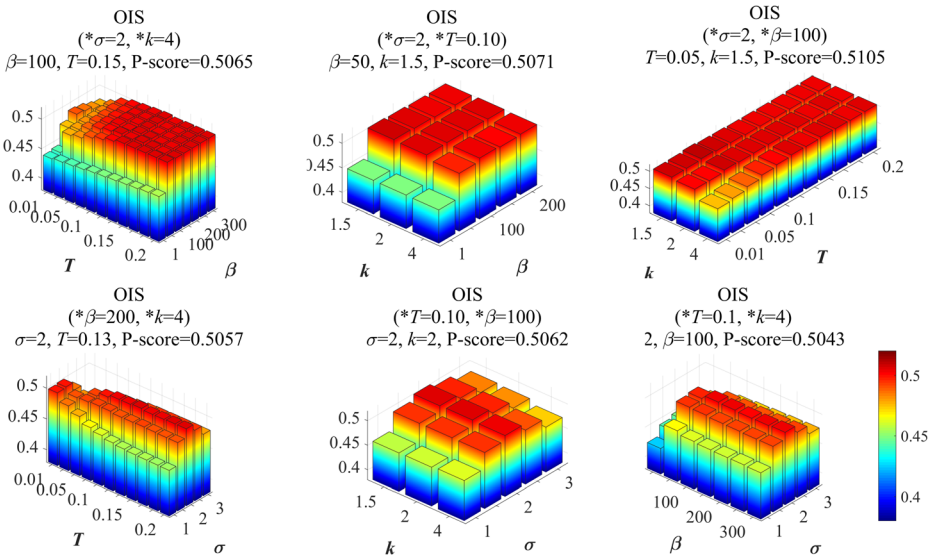 OIS
(*σ=2, *k=4)
β=100, T=0.15, P-score=0.5065
0.5
0.45
0.4
0.01
0.05
0.1
0.15
0.2
T
1
100
200
300
β
OIS
(*σ=2, *T=0.10)
β=50, k=1.5, P-score=0.5071
0.5
0.45
0.4
1.5
2
4
k
1
100
200
β
OIS
(*σ=2, *β=100)
T=0.05, k=1.5, P-score=0.5105
0.5
0.45
0.4
1.5
2
4
k
0.01
0.05
0.1
0.15
0.2
T
OIS
(*β=200, *k=4)
σ=2, T=0.13, P-score=0.5057
0.5
0.45
0.4
0.01
0.05
0.1
0.15
0.2
T
1
2
3
σ
OIS
(*T=0.10, *β=100)
σ=2, k=2, P-score=0.5062
0.5
0.45
0.4
1.5
2
4
k
1
2
3
σ
OIS
(*T=0.1, *k=4)
2, β=100, P-score=0.5043
0.5
0.45
0.4
100
200
300
β
1
2
3
σ
0.5
0.45
0.4